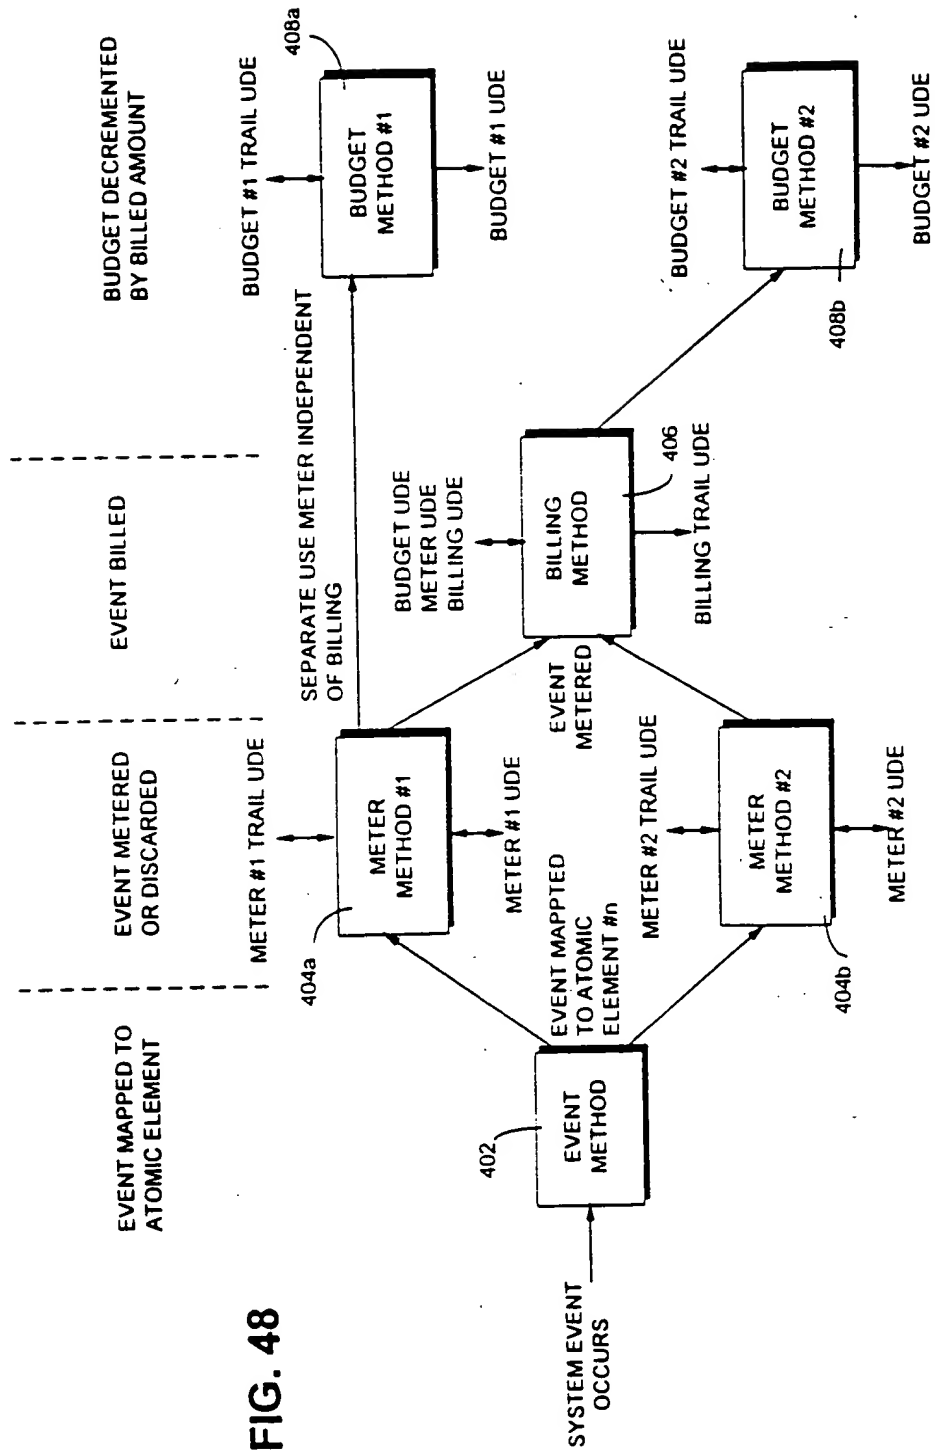 FIG. 48
EVENT MAPPED TO
ATOMIC ELEMENT
EVENT METERED
OR DISCARDED
EVENT BILLED
BUDGET DECREMENTED
BY BILLED AMOUNT
SYSTEM EVENT
OCCURS
402
EVENT
METHOD
EVENT MAPPTED
TO ATOMIC
ELEMENT #n
METER #1 TRAIL UDE
404a
METER
METHOD #1
METER #1 UDE
METER #2 TRAIL UDE
METER
METHOD #2
404b
METER #2 UDE
SEPARATE USE METER INDEPENDENT
OF BILLING
EVENT
METERED
BUDGET UDE
METER UDE
BILLING UDE
BILLING
METHOD
406
BILLING TRAIL UDE
BUDGET #1 TRAIL UDE
408a
BUDGET
METHOD #1
BUDGET #1 UDE
BUDGET #2 TRAIL UDE
BUDGET
METHOD #2
408b
BUDGET #2 UDE